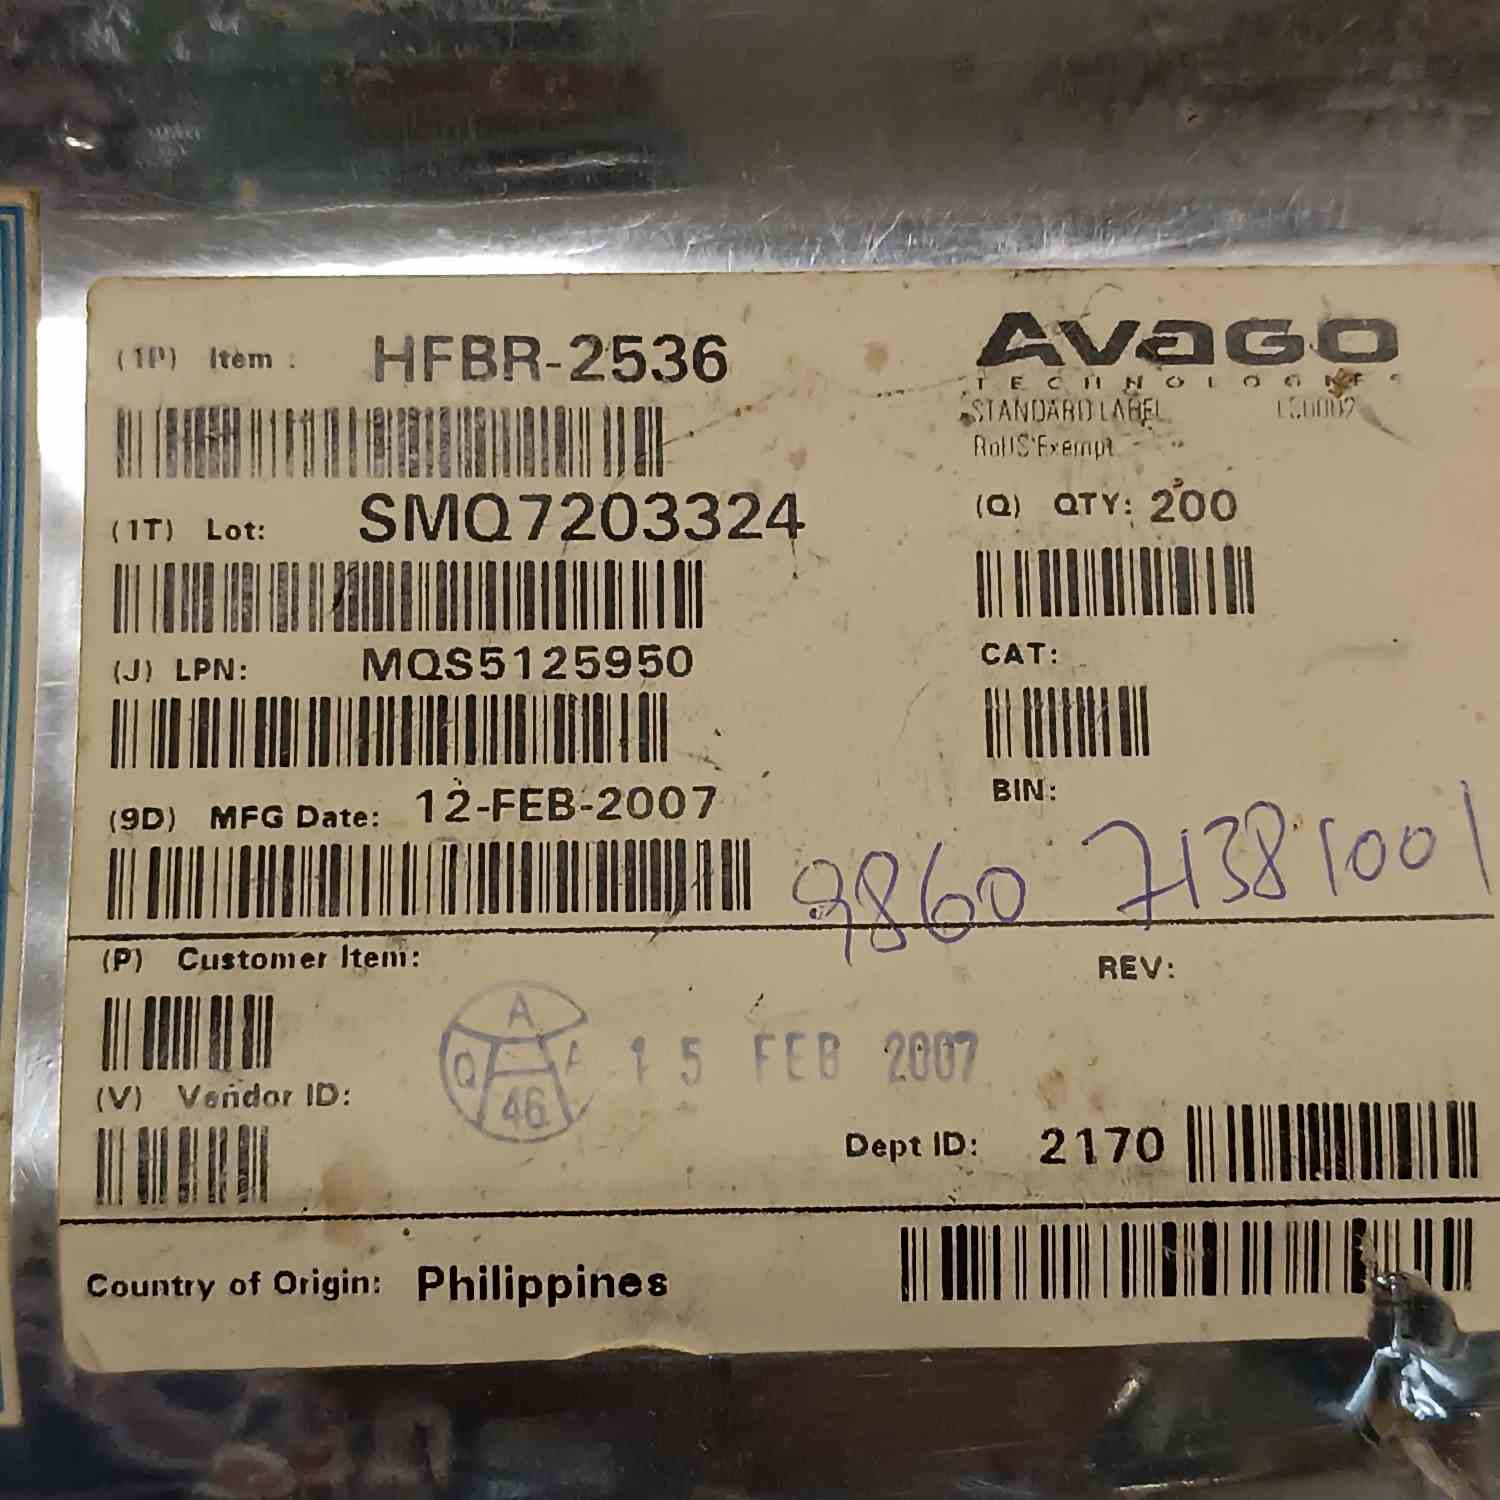 (1P) Item : HFBR-2536
AVAGO
TECHNOLOGIES
STANDARD LABEL LS0002
RoHS Exempt
(1T) Lot: SMQ7203324
(Q) QTY: 200
(J) LPN: MQS5125950
CAT:
(9D) MFG Date: 12-FEB-2007
BIN:
9860 71381001
(P) Customer Item:
REV:
A
Q A 15 FEB 2007
46
(V) Vendor ID:
Dept ID: 2170
Country of Origin: Philippines